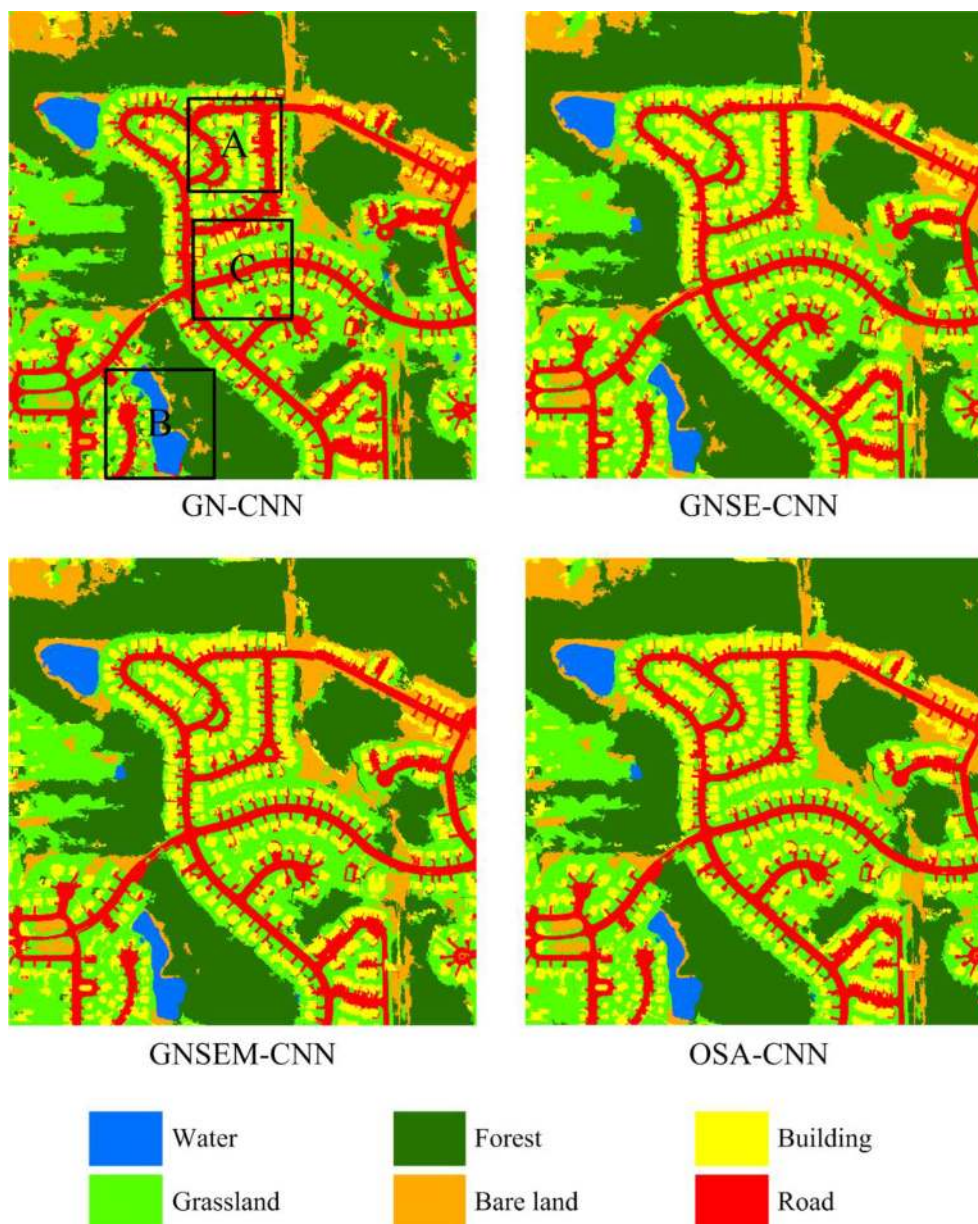 A
C
B
GN-CNN
GNSE-CNN
GNSEM-CNN
OSA-CNN
Water
Forest
Building
Grassland
Bare land
Road